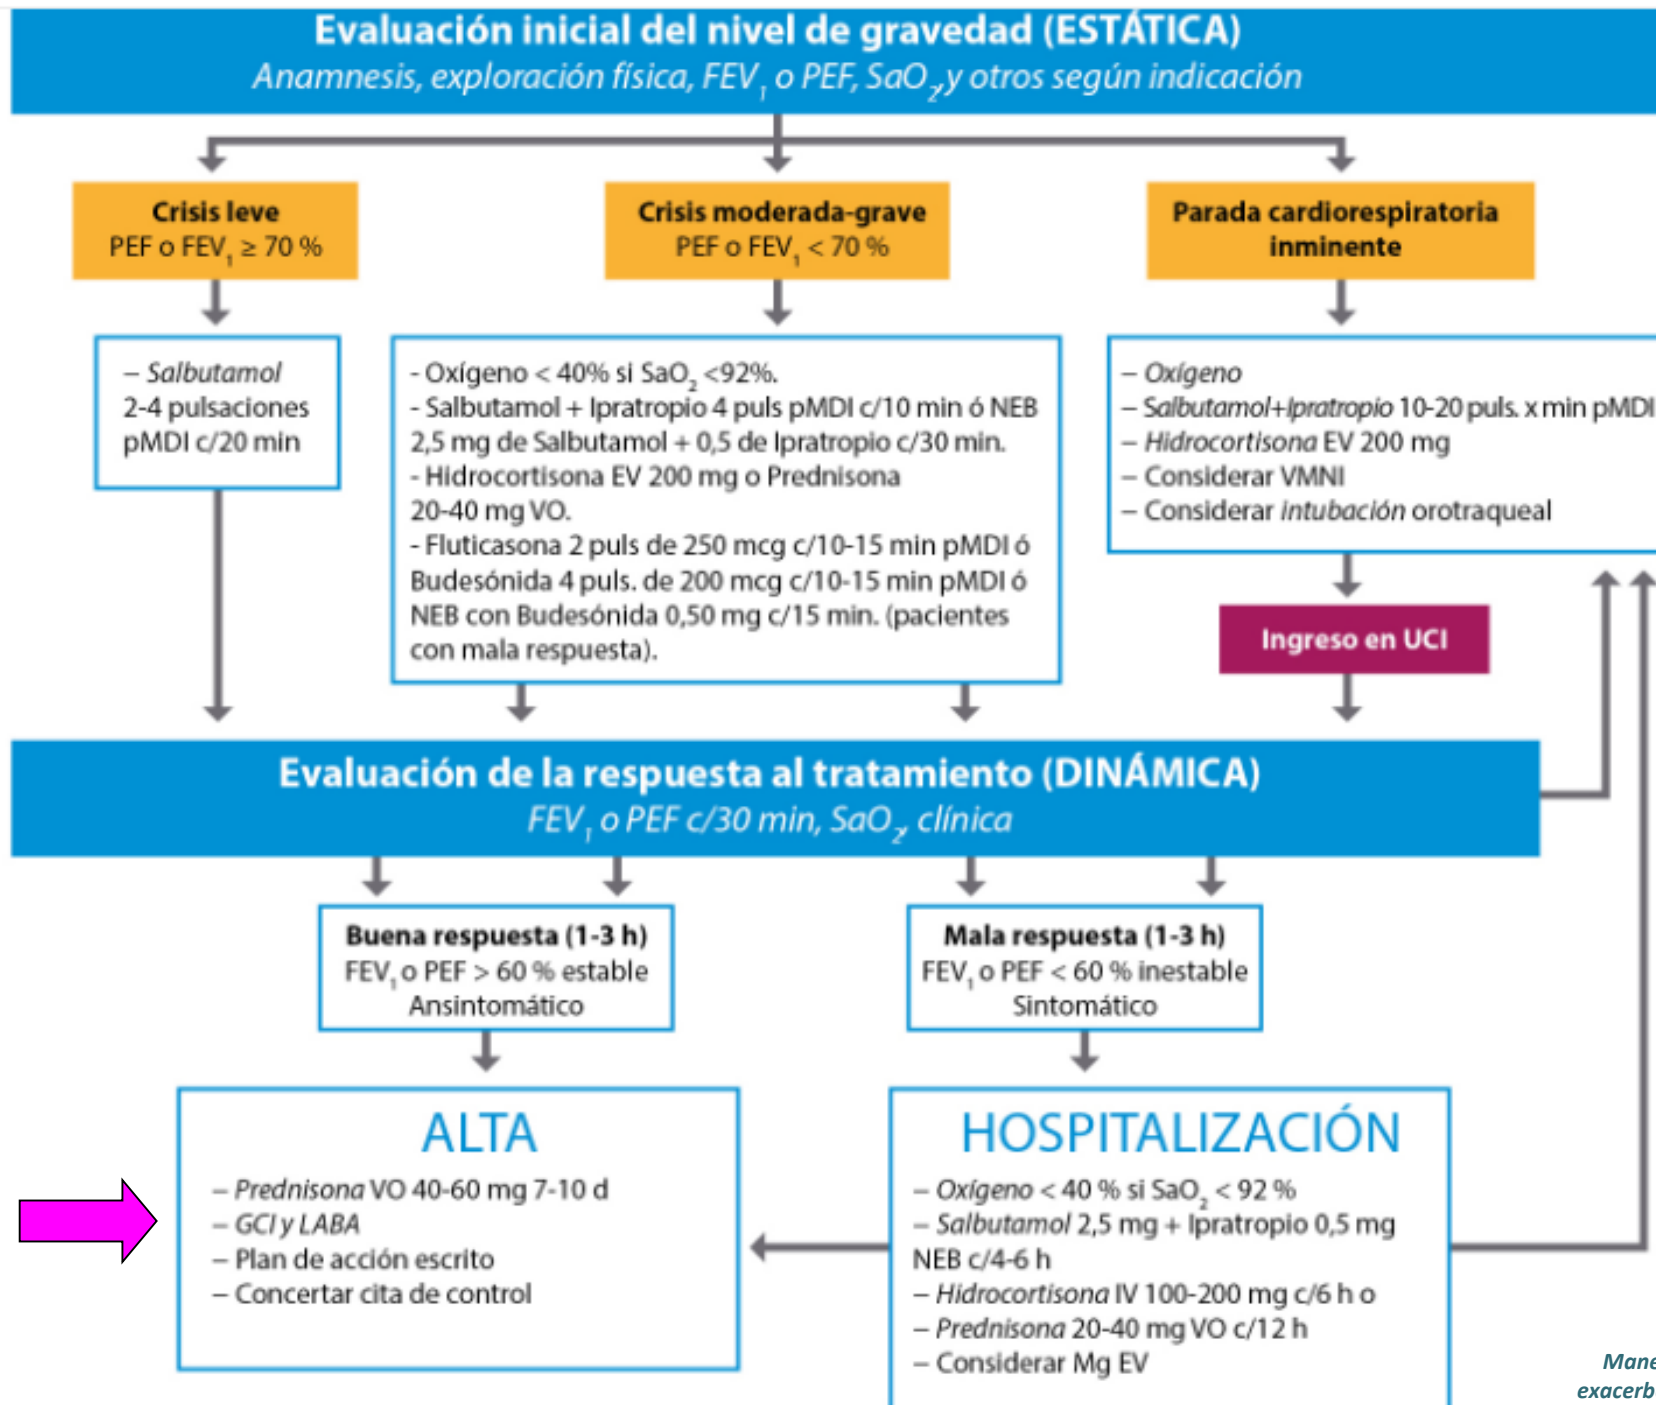 Evaluación inicial del nivel de gravedad (ESTÁTICA)
Anamnesis, exploración física, FEV₁ o PEF, SaO₂, y otros según indicación
Crisis leve
PEF o FEV₁ ≥ 70 %
Crisis moderada-grave
PEF o FEV₁ < 70 %
Parada cardiorespiratoria
inminente
– Salbutamol
2-4 pulsaciones
pMDI c/20 min
- Oxígeno < 40% si SaO₂ <92%.
- Salbutamol + Ipratropio 4 puls pMDI c/10 min ó NEB
2,5 mg de Salbutamol + 0,5 de Ipratropio c/30 min.
- Hidrocortisona EV 200 mg o Prednisona
20-40 mg VO.
- Fluticasona 2 puls de 250 mcg c/10-15 min pMDI ó
Budesónida 4 puls. de 200 mcg c/10-15 min pMDI ó
NEB con Budesónida 0,50 mg c/15 min. (pacientes
con mala respuesta).
– Oxígeno
– Salbutamol+Ipratropio 10-20 puls. x min pMDI
– Hidrocortisona EV 200 mg
– Considerar VMNI
– Considerar intubación orotraqueal
Ingreso en UCI
Evaluación de la respuesta al tratamiento (DINÁMICA)
FEV₁ o PEF c/30 min, SaO₂, clínica
Buena respuesta (1-3 h)
FEV₁ o PEF > 60 % estable
Ansintomático
Mala respuesta (1-3 h)
FEV₁ o PEF < 60 % inestable
Sintomático
ALTA
– Prednisona VO 40-60 mg 7-10 d
– GCI y LABA
– Plan de acción escrito
– Concertar cita de control
HOSPITALIZACIÓN
– Oxígeno < 40 % si SaO₂ < 92 %
– Salbutamol 2,5 mg + Ipratropio 0,5 mg
NEB c/4-6 h
– Hidrocortisona IV 100-200 mg c/6 h o
– Prednisona 20-40 mg VO c/12 h
– Considerar Mg EV